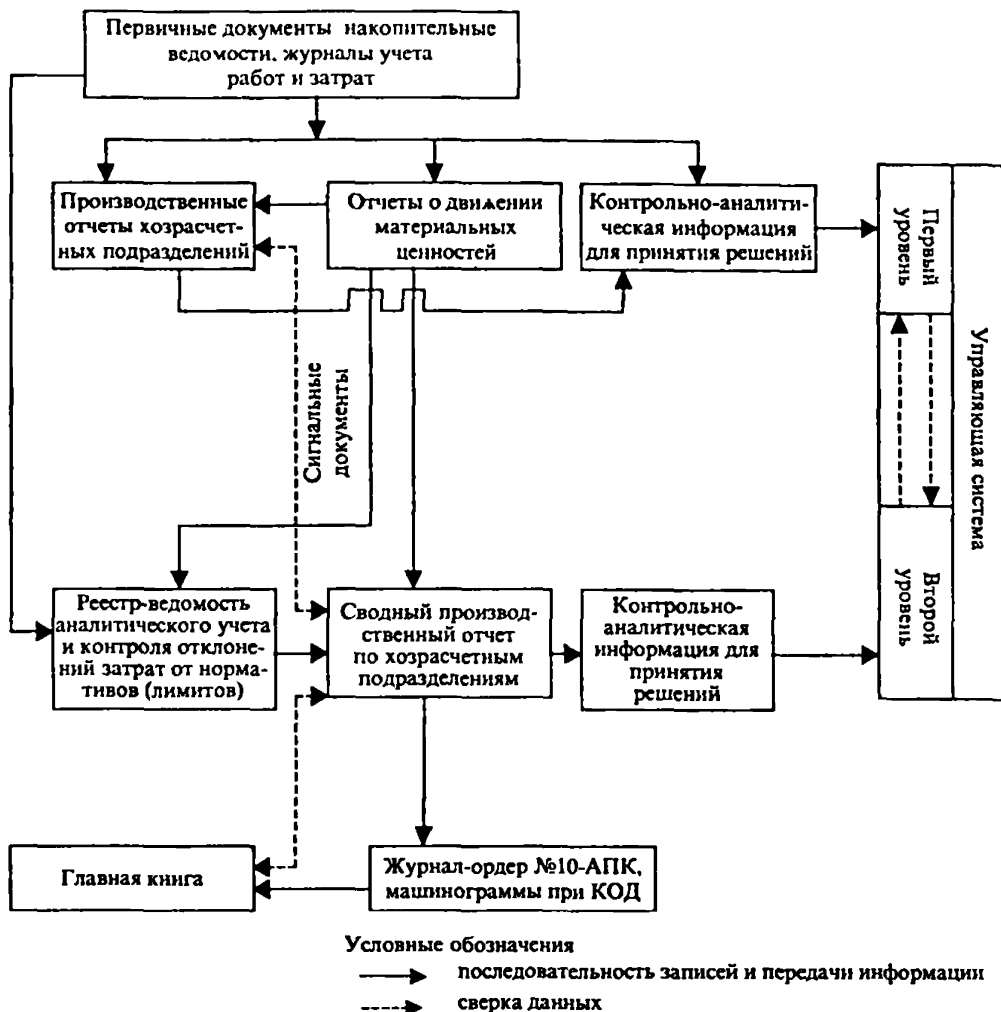 Первичные документы накопительные
ведомости, журналы учета
работ и затрат
Производственные
отчеты хозрасчет-
ных подразделений
Отчеты о движении
материальных
ценностей
Контрольно-аналити-
ческая информация
для принятия решений
Первый
уровень
Управляющая система
Сигнальные
документы
Второй
уровень
Реестр-ведомость
аналитического учета
и контроля отклоне-
ний затрат от норма-
тивов (лимитов)
Сводный производ-
ственный отчет
по хозрасчетным
подразделениям
Контрольно-
аналитическая
информация для
принятия
решений
Главная книга
Журнал-ордер №10-АПК,
машинограммы при КОД
Условные обозначения
последовательность записей и передачи информации
сверка данных